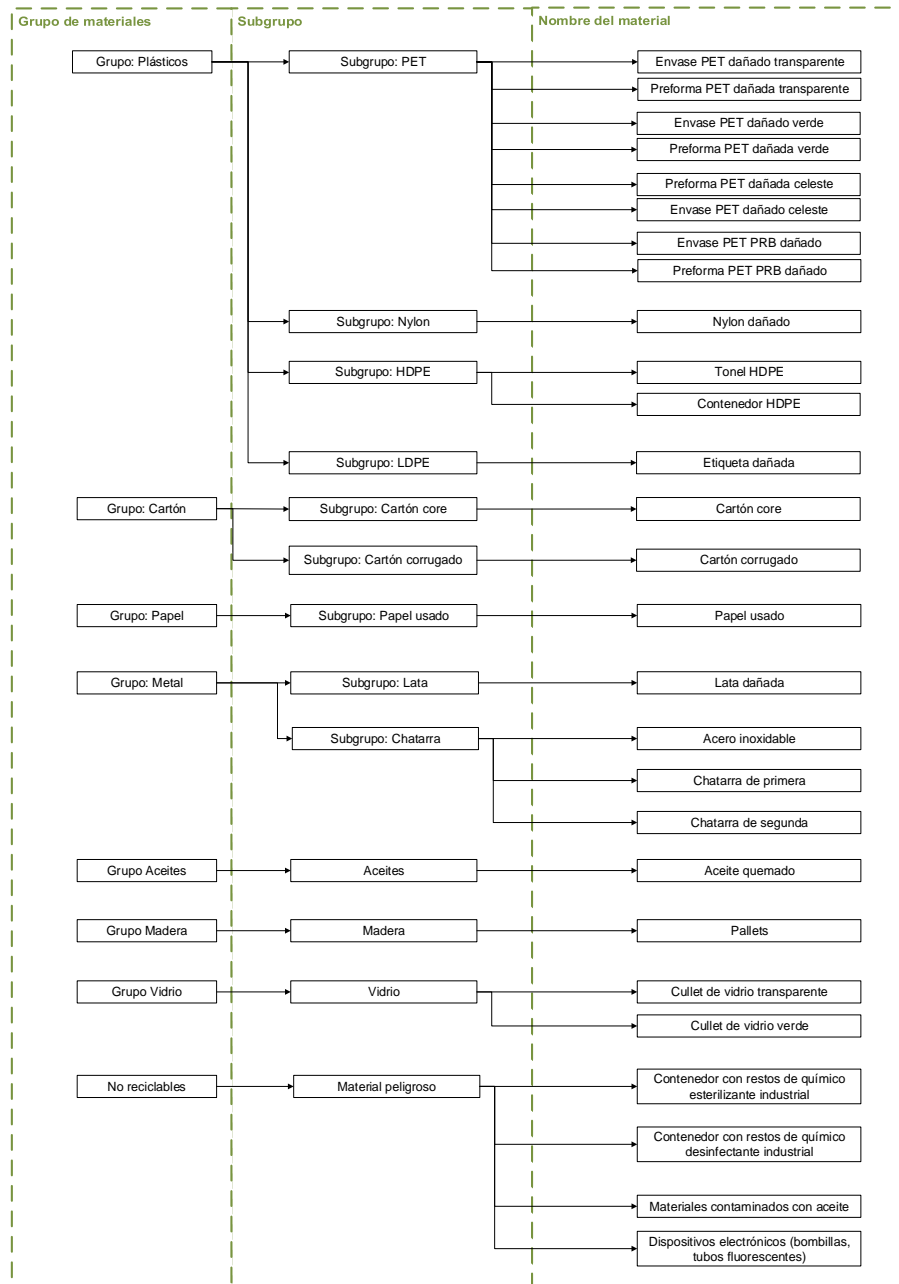 Grupo de materiales
Subgrupo
Nombre del material
Grupo: Plásticos
Subgrupo: PET
Envase PET dañado transparente
Preforma PET dañada transparente
Envase PET dañado verde
Preforma PET dañada verde
Preforma PET dañada celeste
Envase PET dañado celeste
Envase PET PRB dañado
Preforma PET PRB dañado
Subgrupo: Nylon
Nylon dañado
Subgrupo: HDPE
Tonel HDPE
Contenedor HDPE
Subgrupo: LDPE
Etiqueta dañada
Grupo: Cartón
Subgrupo: Cartón core
Cartón core
Subgrupo: Cartón corrugado
Cartón corrugado
Grupo: Papel
Subgrupo: Papel usado
Papel usado
Grupo: Metal
Subgrupo: Lata
Lata dañada
Subgrupo: Chatarra
Acero inoxidable
Chatarra de primera
Chatarra de segunda
Grupo Aceites
Aceites
Aceite quemado
Grupo Madera
Madera
Pallets
Grupo Vidrio
Vidrio
Cullet de vidrio transparente
Cullet de vidrio verde
No reciclables
Material peligroso
Contenedor con restos de químico
esterilizante industrial
Contenedor con restos de químico
desinfectante industrial
Materiales contaminados con aceite
Dispositivos electrónicos (bombillas,
tubos fluorescentes)